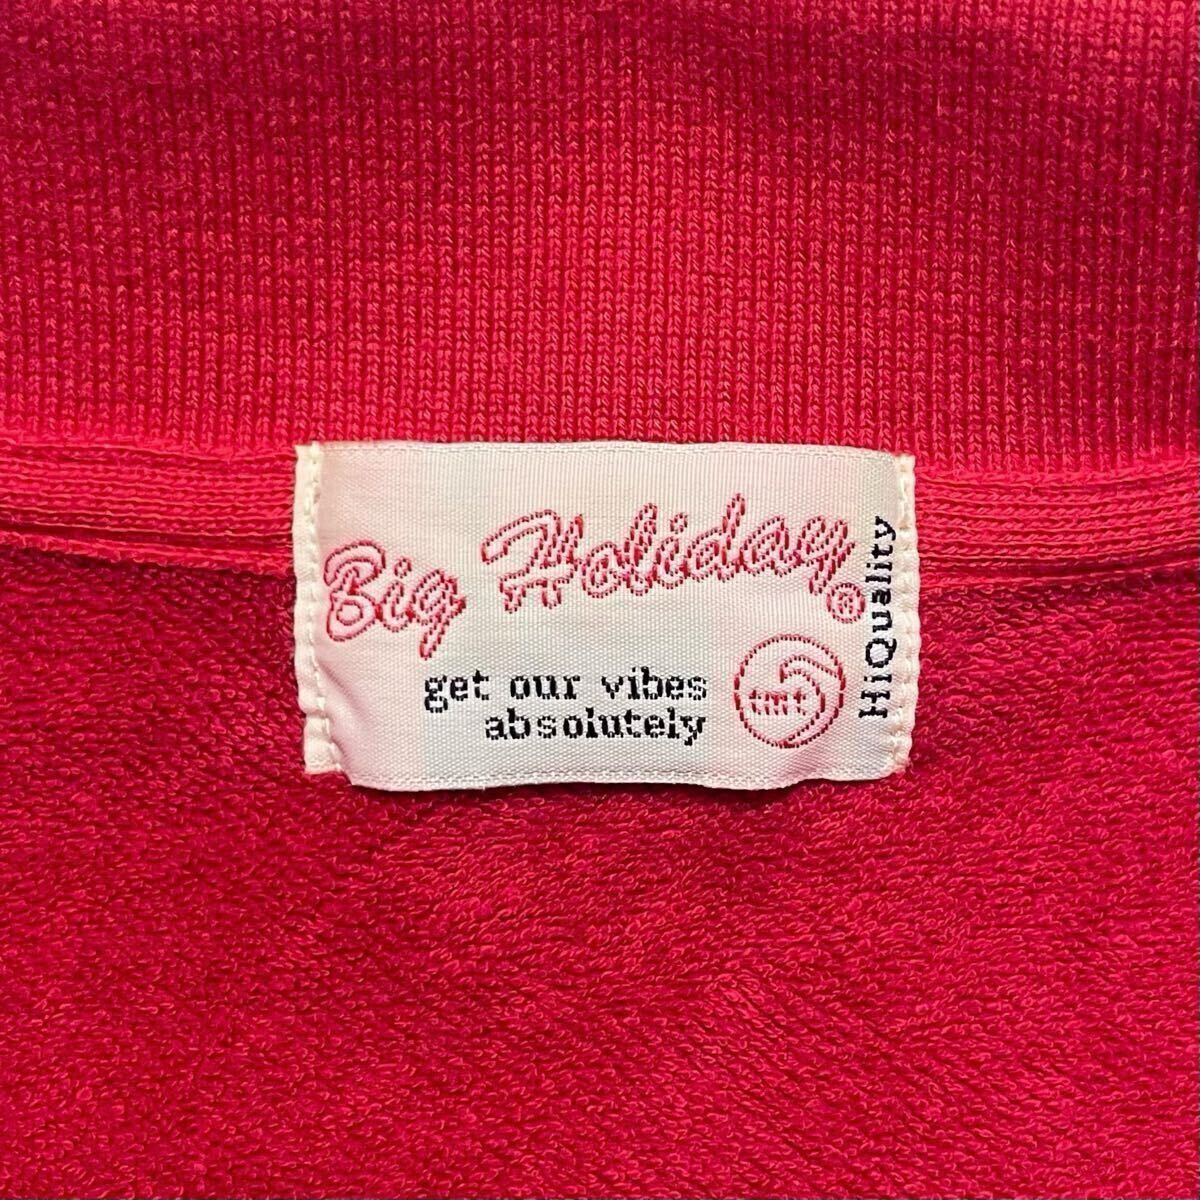 Big Holiday®
get our vibes
absolutely
tmt
HiQuality